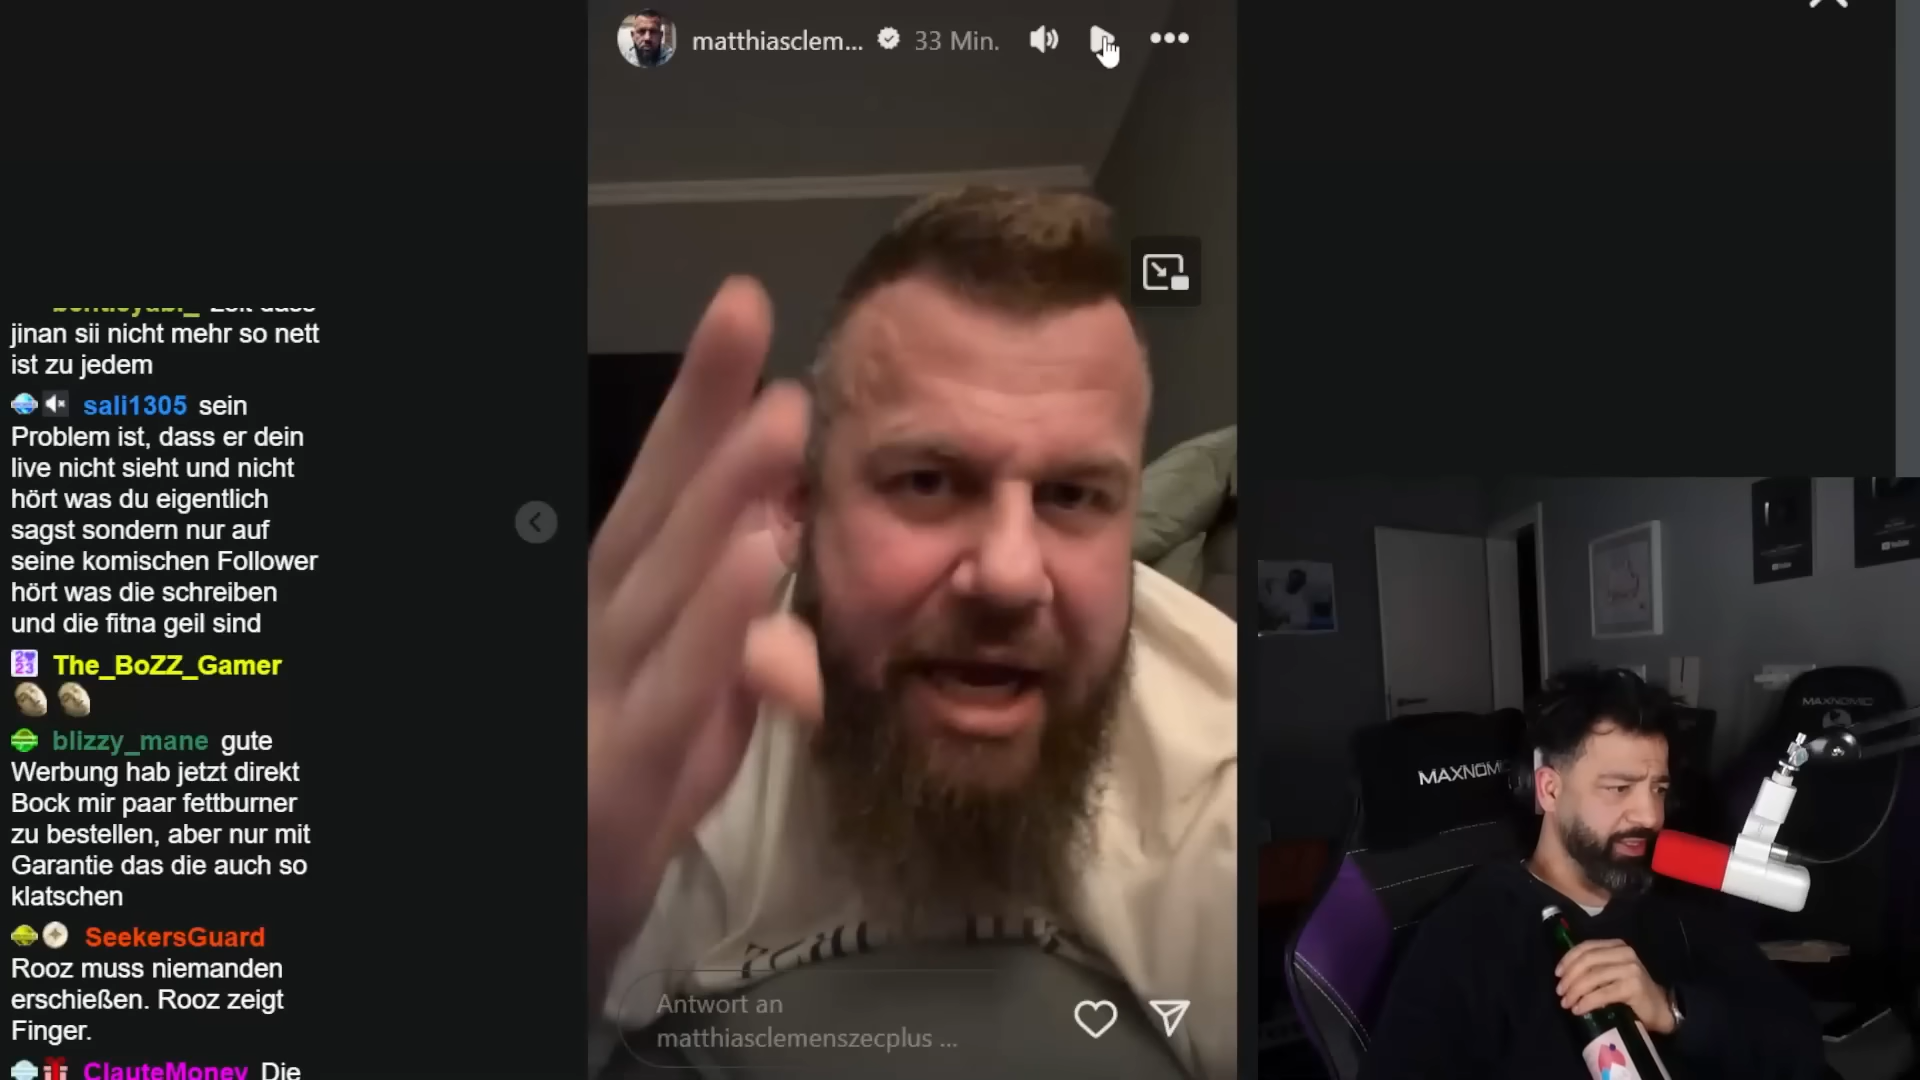 matthiasclem... 33 Min.
zeit dass
jinan sii nicht mehr so nett
ist zu jedem
sali1305 sein
Problem ist, dass er dein
live nicht sieht und nicht
hört was du eigentlich
sagst sondern nur auf
seine komischen Follower
hört was die schreiben
und die fitna geil sind
The_BoZZ_Gamer
blizzy_mane gute
Werbung hab jetzt direkt
Bock mir paar fettburner
zu bestellen, aber nur mit
Garantie das die auch so
klatschen
SeekersGuard
Rooz muss niemanden
erschießen. Rooz zeigt
Finger.
ClauteMoney Die
Antwort an
matthiasclemenszecplus ...
MAXNOMIC